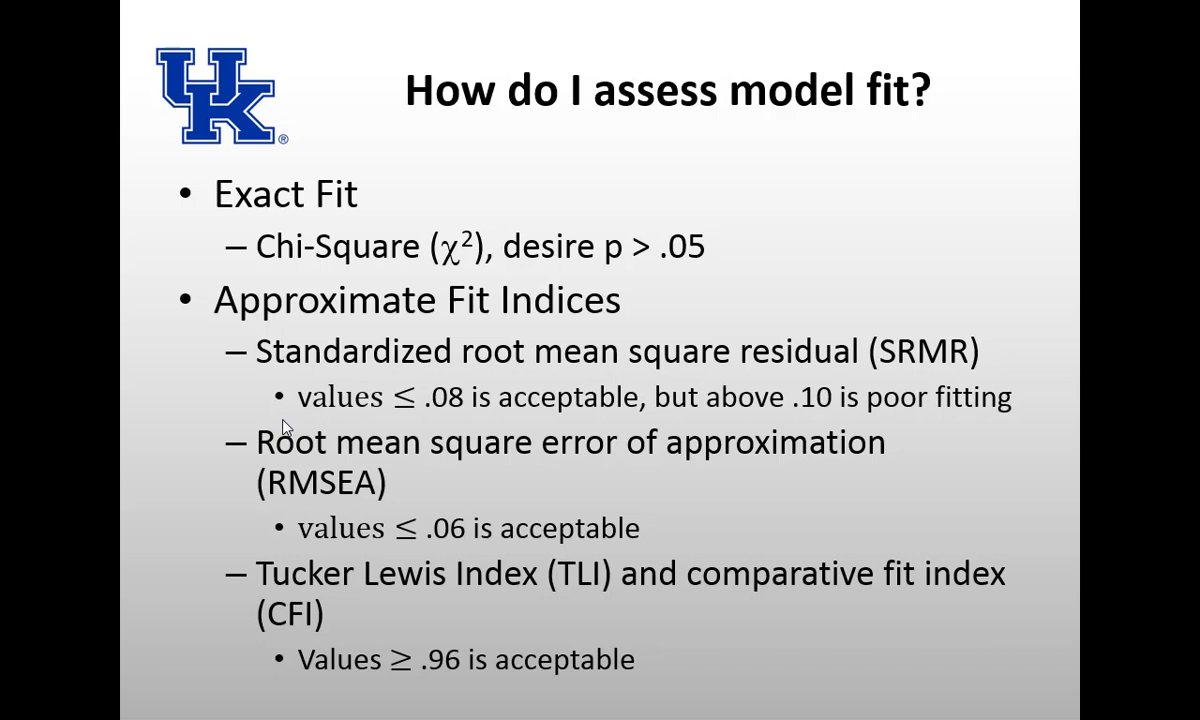 UK®
How do I assess model fit?
• Exact Fit
– Chi-Square (χ²), desire p > .05
• Approximate Fit Indices
– Standardized root mean square residual (SRMR)
• values ≤ .08 is acceptable, but above .10 is poor fitting
– Root mean square error of approximation
(RMSEA)
• values ≤ .06 is acceptable
– Tucker Lewis Index (TLI) and comparative fit index
(CFI)
• Values ≥ .96 is acceptable